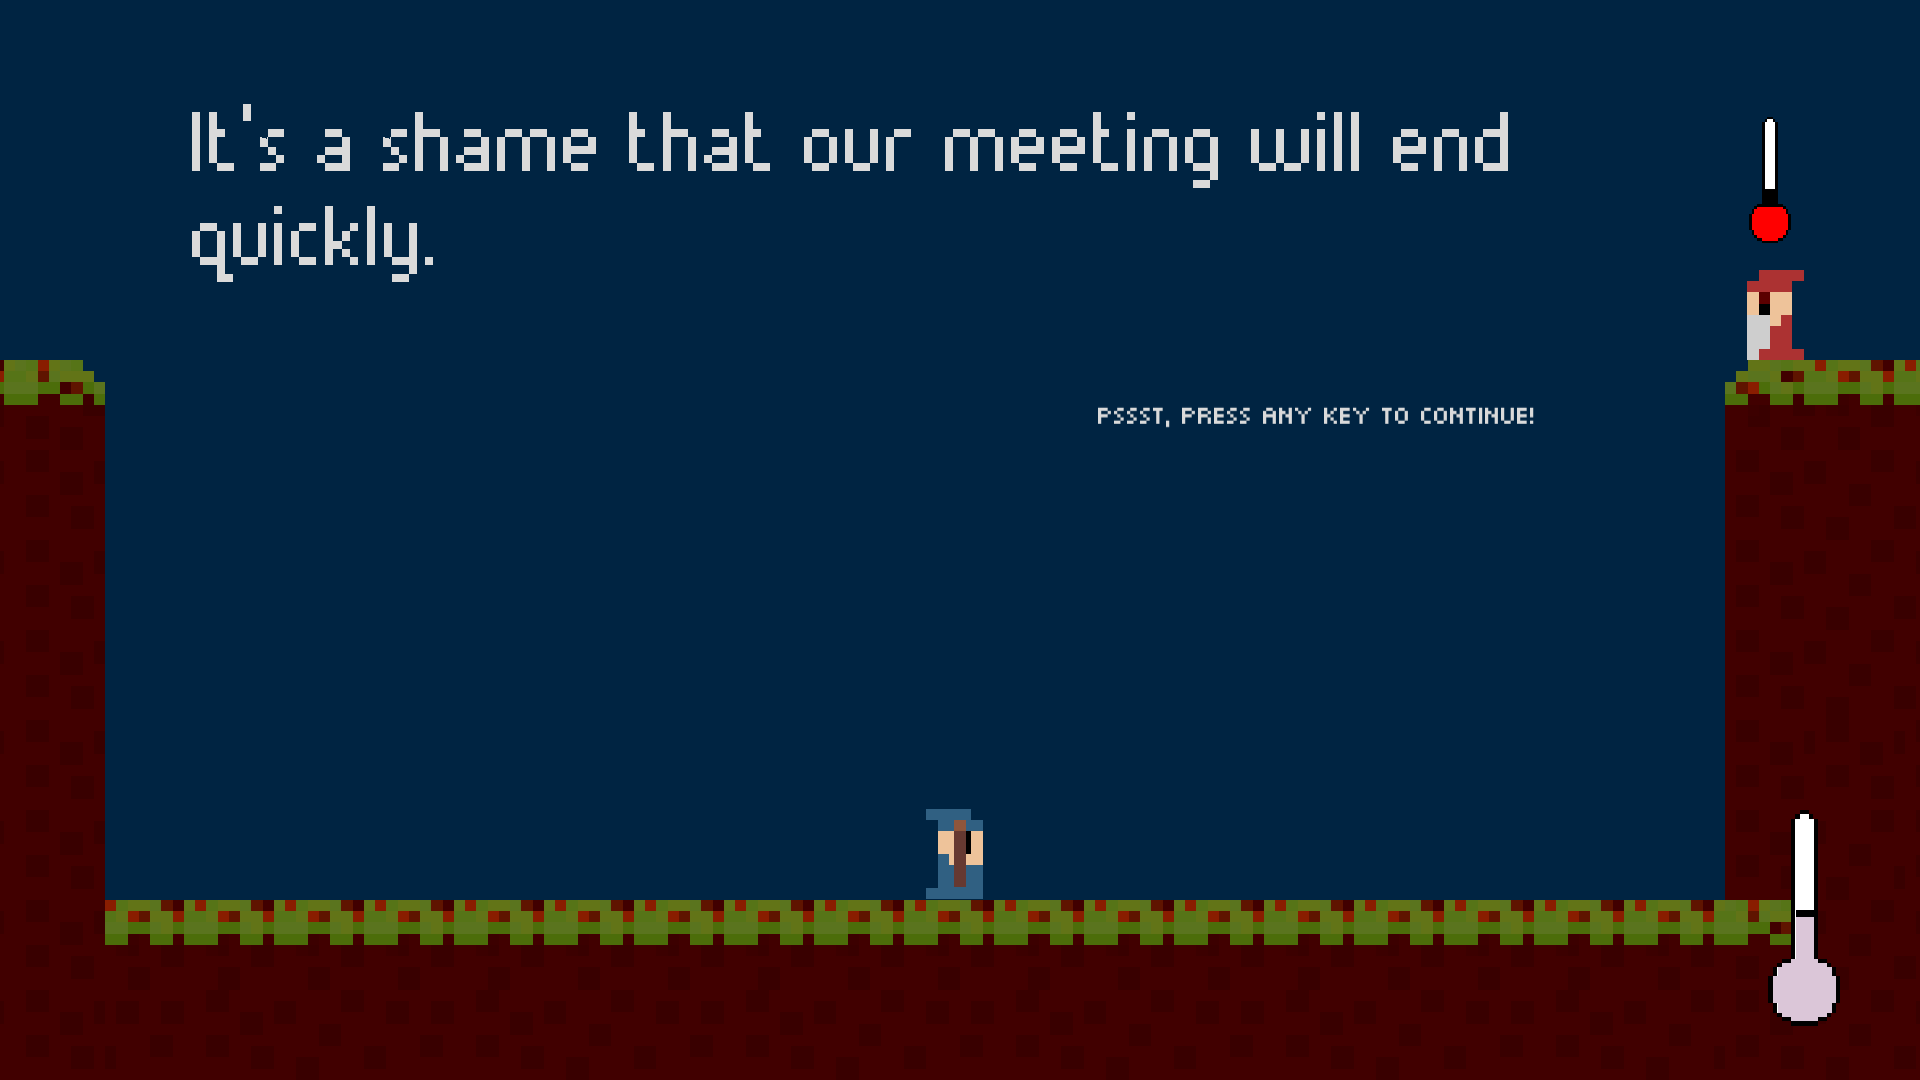 It's a shame that our meeting will end
quickly.
PSSST, PRESS ANY KEY TO CONTINUE!